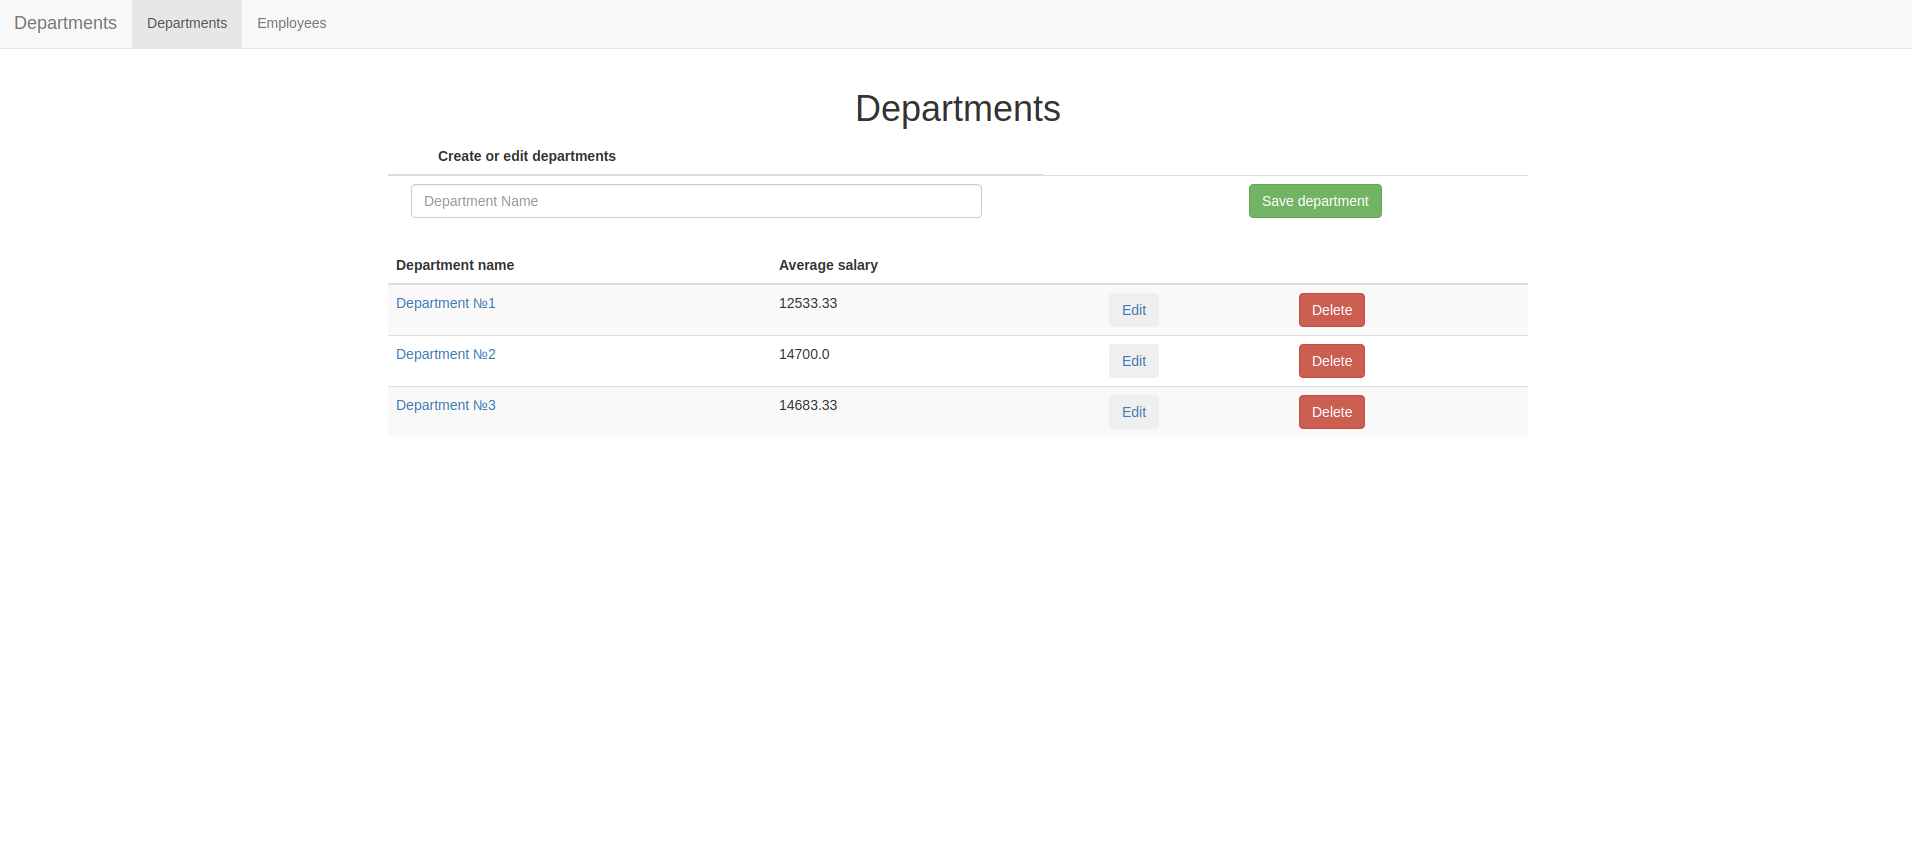 Departments Departments Employees
Departments
Create or edit departments
Department Name Save department
Department name Average salary
Department №1 12533.33 Edit Delete
Department №2 14700.0 Edit Delete
Department №3 14683.33 Edit Delete